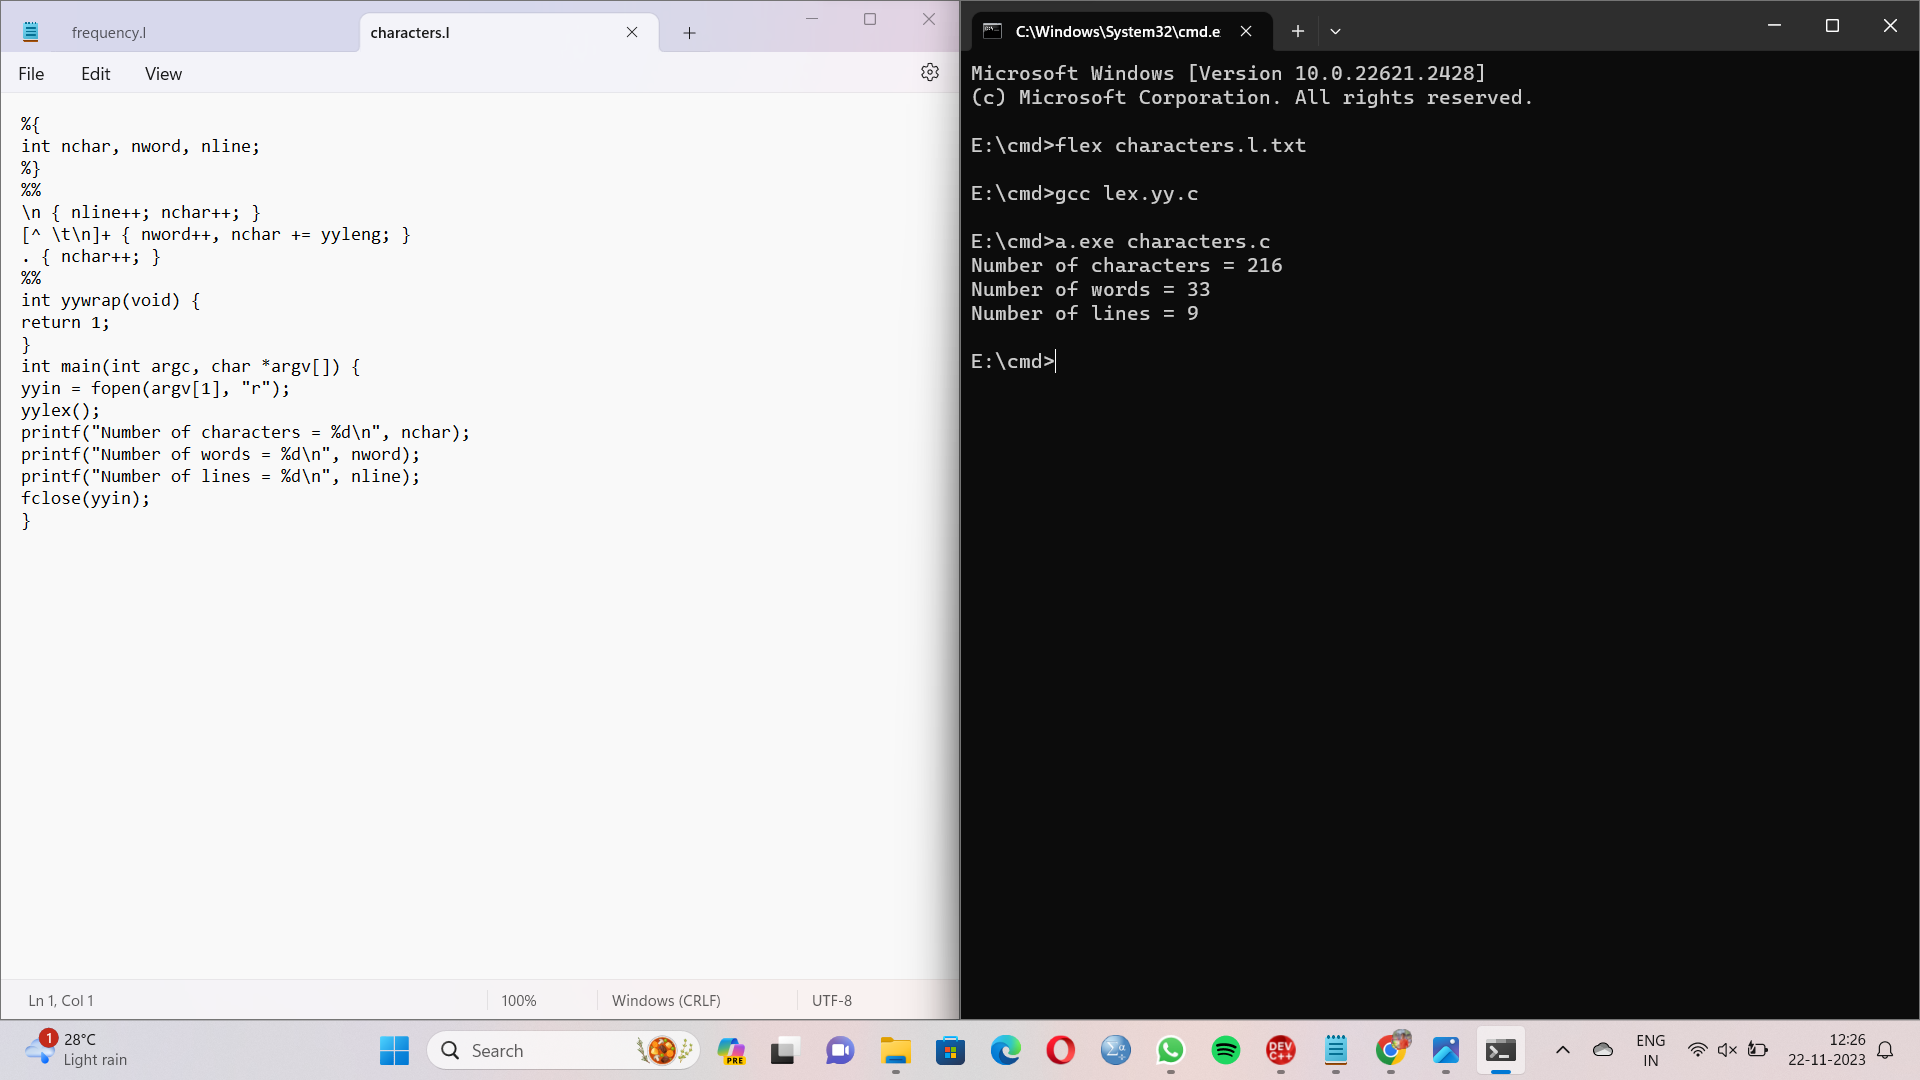 frequency.l
characters.l
File
Edit
View
%{
int nchar, nword, nline;
%}
%%
\n { nline++; nchar++; }
[^ \t\n]+ { nword++, nchar += yyleng; }
. { nchar++; }
%%
int yywrap(void) {
return 1;
}
int main(int argc, char *argv[]) {
yyin = fopen(argv[1], "r");
yylex();
printf("Number of characters = %d\n", nchar);
printf("Number of words = %d\n", nword);
printf("Number of lines = %d\n", nline);
fclose(yyin);
}
Ln 1, Col 1
100%
Windows (CRLF)
UTF-8
C:\Windows\System32\cmd.e
Microsoft Windows [Version 10.0.22621.2428]
(c) Microsoft Corporation. All rights reserved.
E:\cmd>flex characters.l.txt
E:\cmd>gcc lex.yy.c
E:\cmd>a.exe characters.c
Number of characters = 216
Number of words = 33
Number of lines = 9
E:\cmd>
1
28°C
Light rain
Search
PRE
DEV
C++
ENG
IN
12:26
22-11-2023